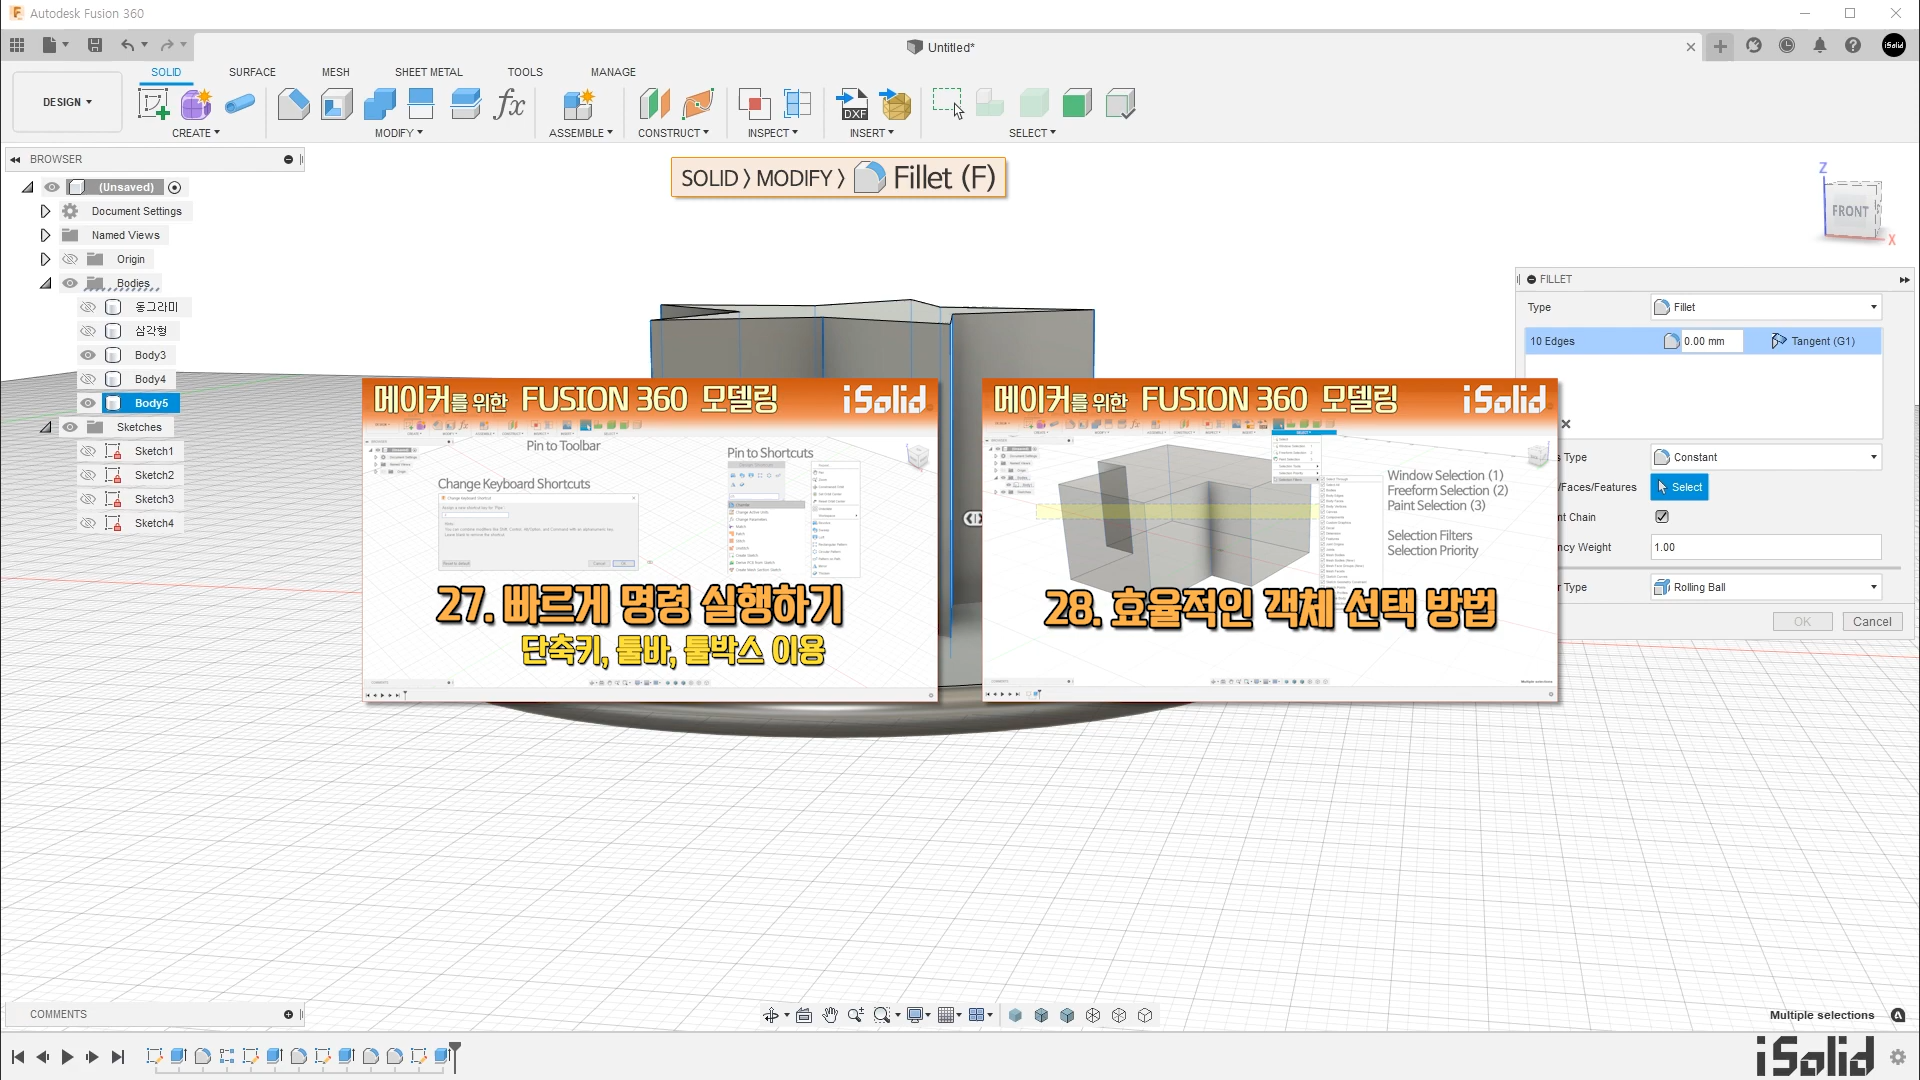 Autodesk Fusion 360
Untitled*
iSolid
DESIGN
SOLID
SURFACE
MESH
SHEET METAL
TOOLS
MANAGE
DXF
CREATE
MODIFY
ASSEMBLE
CONSTRUCT
INSPECT
INSERT
SELECT
BROWSER
(Unsaved)
Document Settings
Named Views
Origin
Bodies
동그라미
삼각형
Body3
Body4
Body5
Sketches
Sketch1
Sketch2
Sketch3
Sketch4
SOLID 〉 MODIFY 〉 Fillet (F)
Z
FRONT
X
FILLET
Type
Fillet
10 Edges
0.00 mm
Tangent (G1)
Type
Constant
/Faces/Features
Select
Chain
Weight
1.00
Type
Rolling Ball
OK
Cancel
메이커를 위한 FUSION 360 모델링
iSolid
Pin to Toolbar
Pin to Shortcuts
Change Keyboard Shortcuts
27. 빠르게 명령 실행하기
단축키, 툴바, 툴박스 이용
메이커를 위한 FUSION 360 모델링
iSolid
Window Selection (1)
Freeform Selection (2)
Paint Selection (3)
Selection Filters
Selection Priority
28. 효율적인 객체 선택 방법
COMMENTS
Multiple selections
iSolid